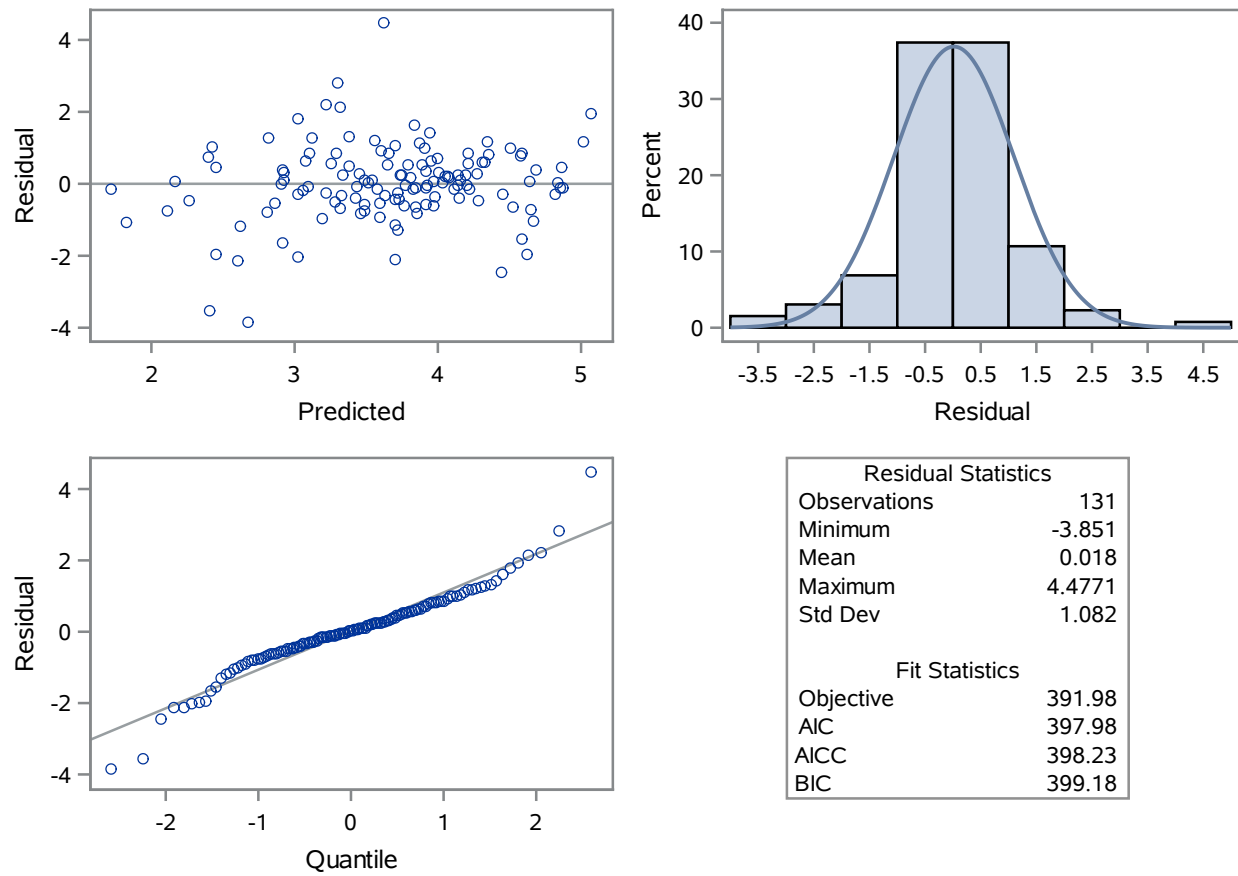 4
2
0
-2
-4
Residual
2
3
4
5
Predicted
40
30
20
10
0
Percent
-3.5 -2.5 -1.5 -0.5 0.5 1.5 2.5 3.5 4.5
Residual
4
2
0
-2
-4
Residual
-2 -1 0 1 2
Quantile
Residual Statistics
Observations 131
Minimum -3.851
Mean 0.018
Maximum 4.4771
Std Dev 1.082
Fit Statistics
Objective 391.98
AIC 397.98
AICC 398.23
BIC 399.18